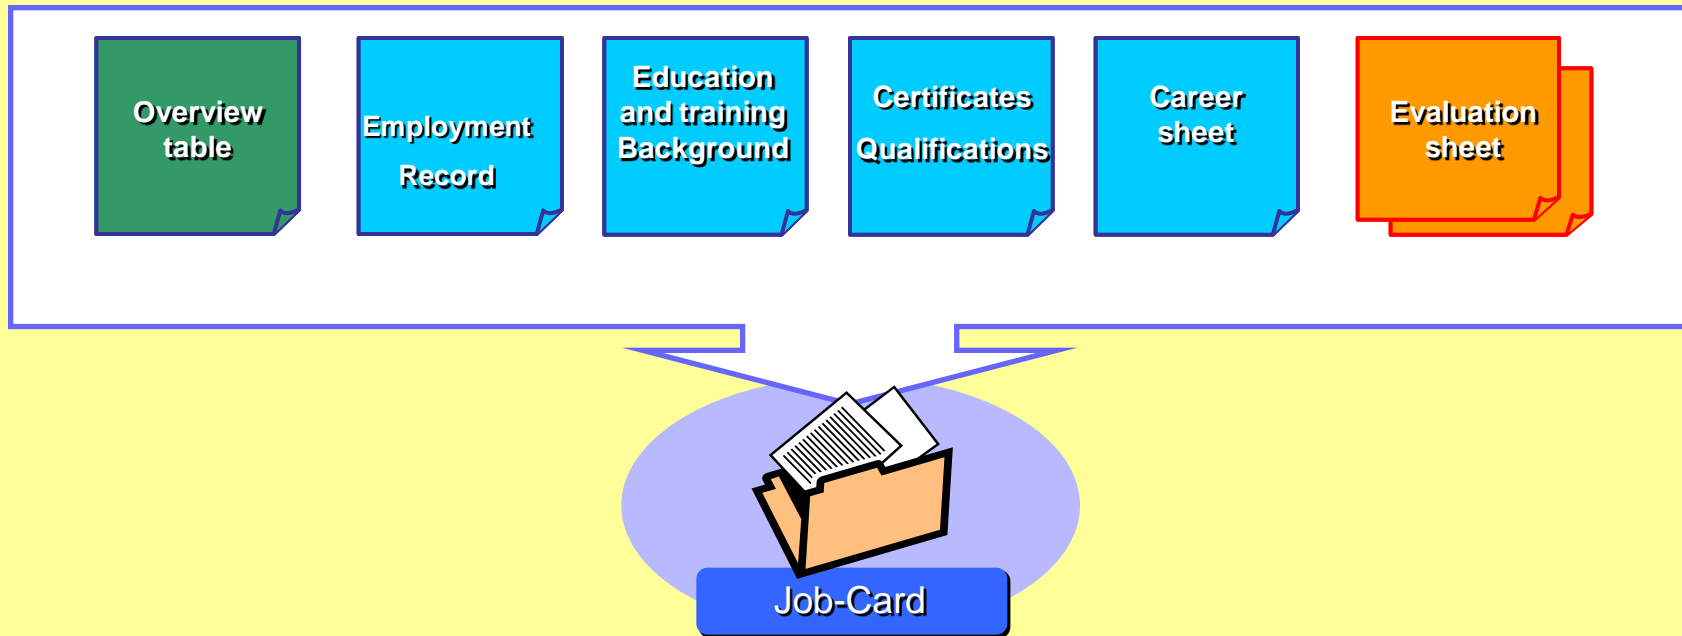 Overview
table
Employment
Record
Education
and training
Background
Certificates
Qualifications
Career
sheet
Evaluation
sheet
Job-Card